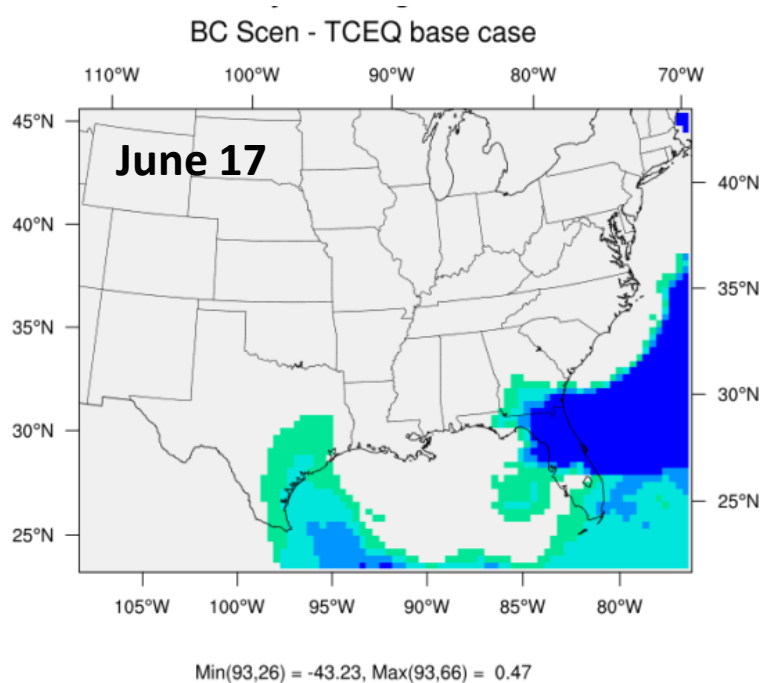 BC Scen - TCEQ base case
110°W 100°W 90°W 80°W 70°W
45°N
June 17
40°N
40°N
35°N
35°N
30°N
30°N
25°N
25°N
105°W 100°W 95°W 90°W 85°W 80°W
Min(93,26) = -43.23, Max(93,66) = 0.47